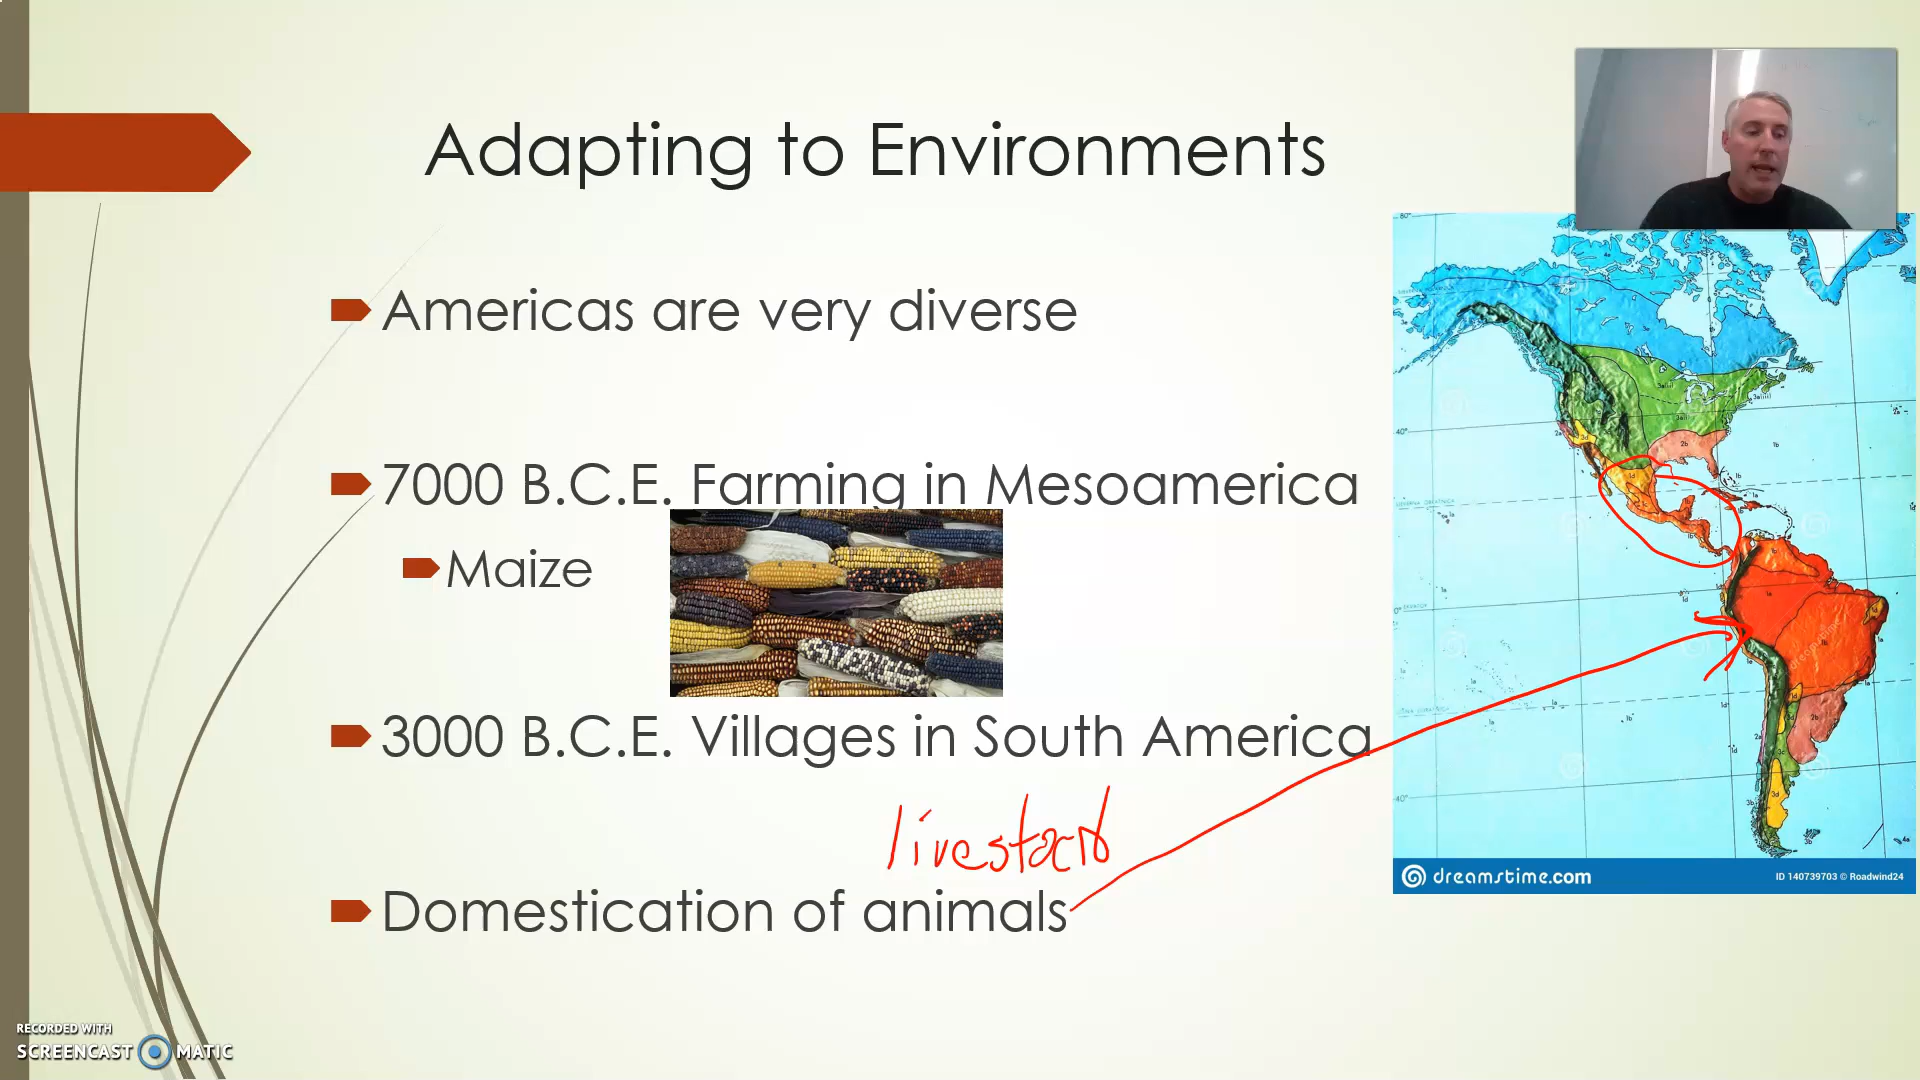 Adapting to Environments
Americas are very diverse
7000 B.C.E. Farming in Mesoamerica
Maize
3000 B.C.E. Villages in South America
livestock
Domestication of animals
dreamstime.com
ID 140739703 © Roadwind24
RECORDED WITH
SCREENCAST MATIC